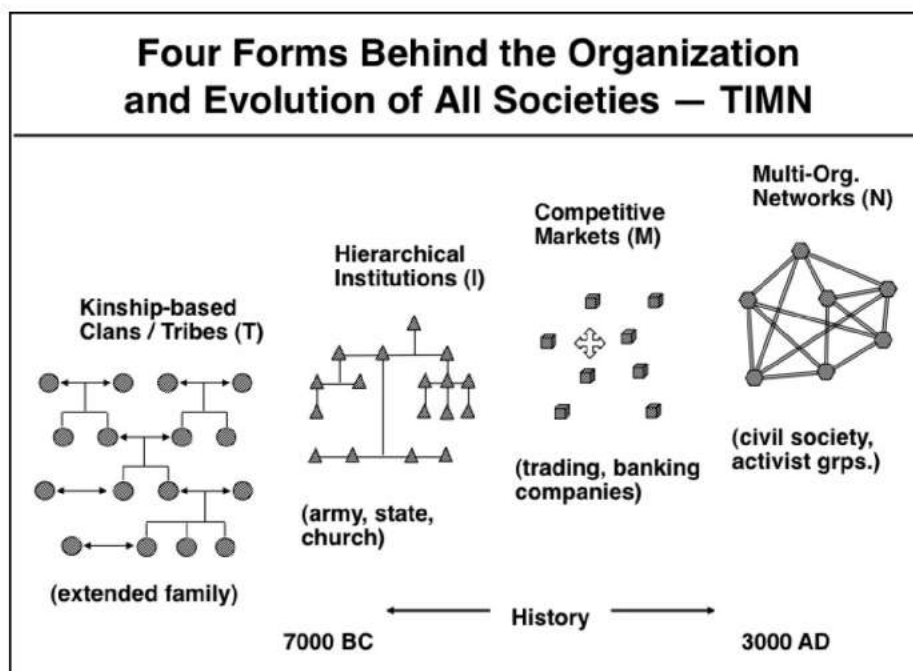 Four Forms Behind the Organization
and Evolution of All Societies — TIMN
Kinship-based
Clans / Tribes (T)
(extended family)
Hierarchical
Institutions (I)
(army, state,
church)
Competitive
Markets (M)
(trading, banking
companies)
Multi-Org.
Networks (N)
(civil society,
activist grps.)
History
7000 BC
3000 AD